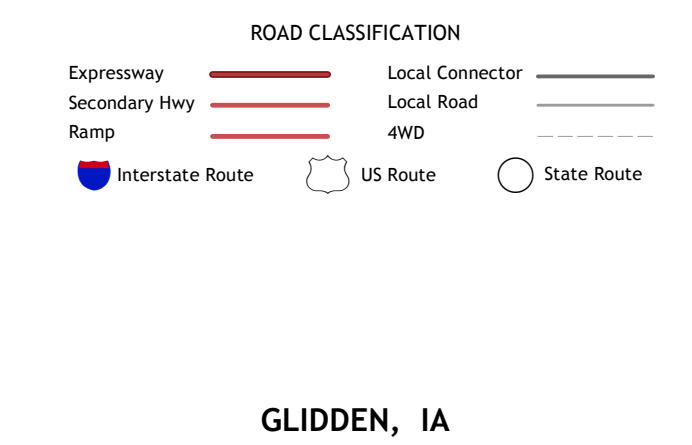 ROAD CLASSIFICATION
Expressway
Local Connector
Secondary Hwy
Local Road
Ramp
4WD
Interstate Route
US Route
State Route
GLIDDEN, IA